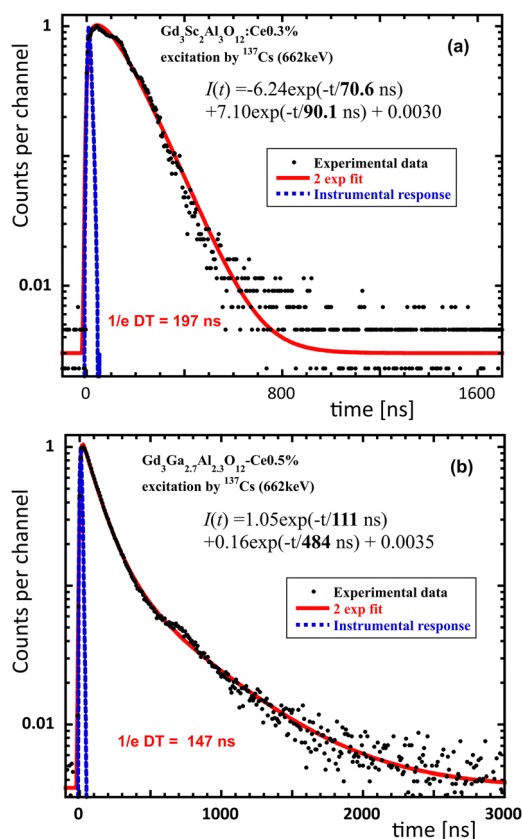 Gd3Sc2Al3O12:Ce0.3%
(a)
excitation by 137Cs (662keV)
I(t) =-6.24exp(-t/70.6 ns)
+7.10exp(-t/90.1 ns) + 0.0030
Experimental data
2 exp fit
Instrumental response
1/e DT = 197 ns
Counts per channel
1
0.1
0.01
0
800
1600
time [ns]
Gd3Ga2.7Al2.3O12-Ce0.5%
(b)
excitation by 137Cs (662keV)
I(t) =1.05exp(-t/111 ns)
+0.16exp(-t/484 ns) + 0.0035
Experimental data
2 exp fit
Instrumental response
1/e DT = 147 ns
Counts per channel
1
0.1
0.01
0
1000
2000
3000
time [ns]